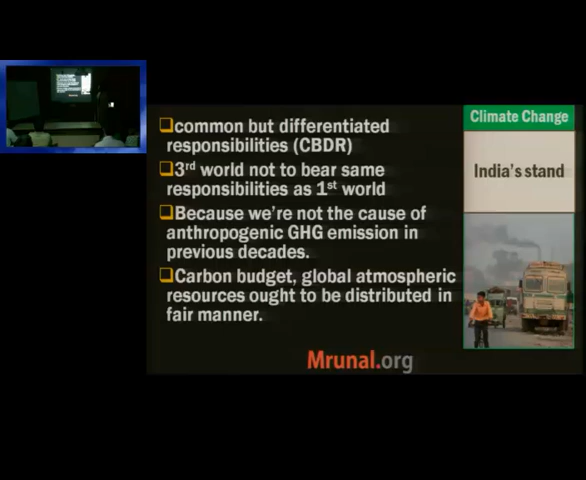 common but differentiated
responsibilities (CBDR)
3rd world not to bear same
responsibilities as 1st world
Because we're not the cause of
anthropogenic GHG emission in
previous decades.
Carbon budget, global atmospheric
resources ought to be distributed in
fair manner.
Mrunal.org
Climate Change
India's stand